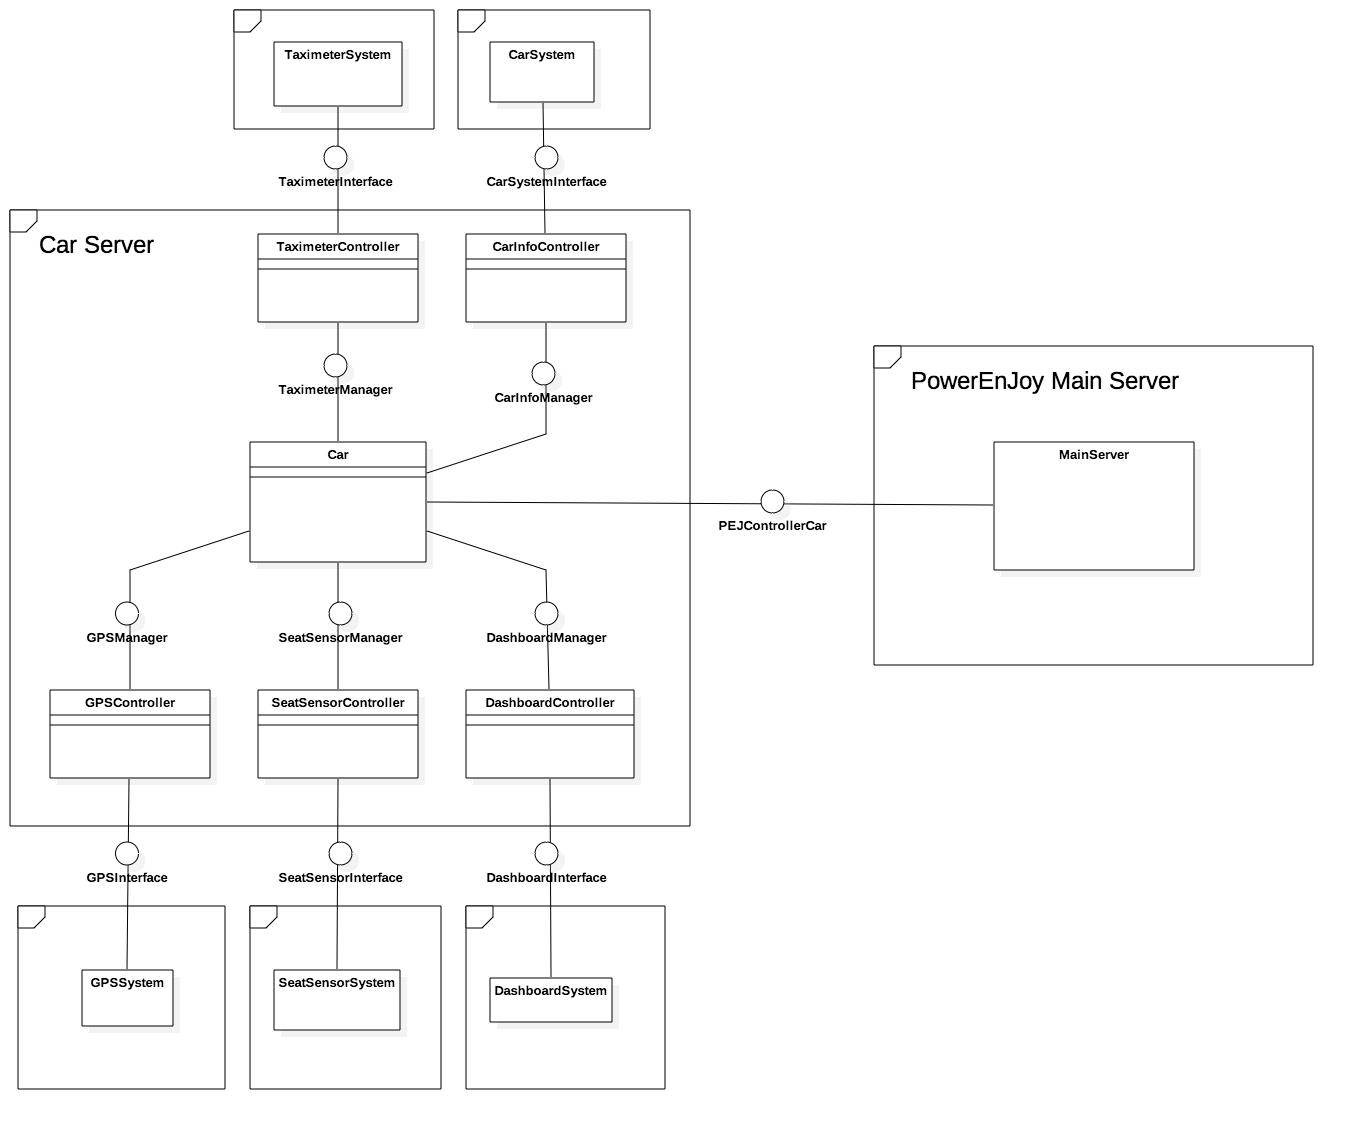 TaximeterSystem
CarSystem
TaximeterInterface
CarSystemInterface
Car Server
TaximeterController
CarInfoController
TaximeterManager
CarInfoManager
PowerEnJoy Main Server
Car
MainServer
PEJControllerCar
GPSManager
SeatSensorManager
DashboardManager
GPSController
SeatSensorController
DashboardController
GPSInterface
SeatSensorInterface
DashboardInterface
GPSSystem
SeatSensorSystem
DashboardSystem